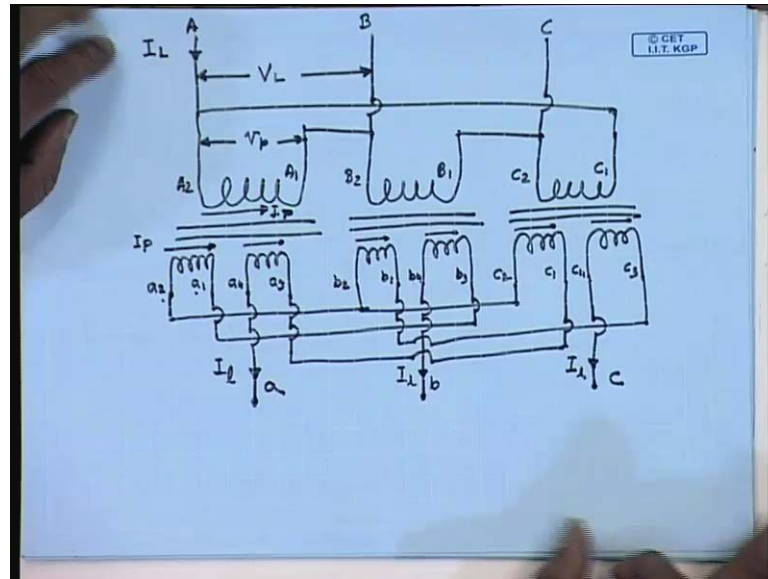 A B C
© CET
I.I.T. KGP
IL
VL
Vp
A2 A1 B2 B1 C2 C1
Ip
Ip
a2 a1 a4 a3 b2 b1 b4 b3 c2 c1 c4 c3
Il a Il b Il c